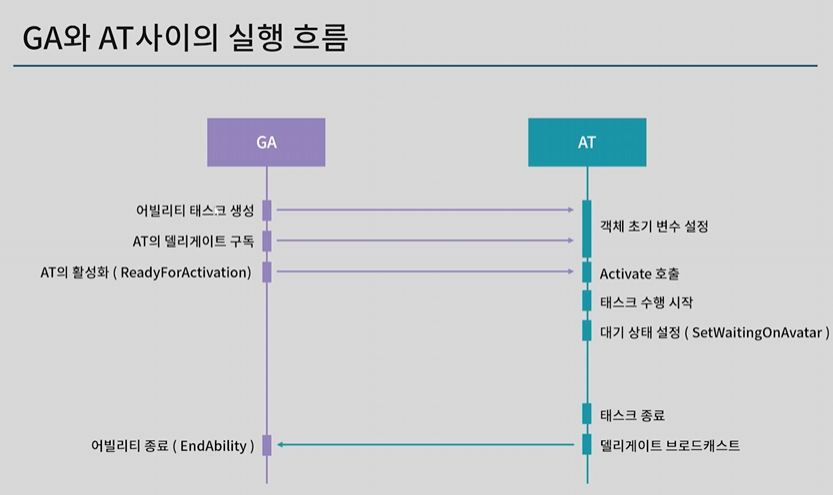 GA와 AT사이의 실행 흐름
GA
AT
어빌리티 태스크 생성
객체 초기 변수 설정
AT의 델리게이트 구독
AT의 활성화 ( ReadyForActivation)
Activate 호출
태스크 수행 시작
대기 상태 설정 ( SetWaitingOnAvatar )
태스크 종료
어빌리티 종료 ( EndAbility )
델리게이트 브로드캐스트